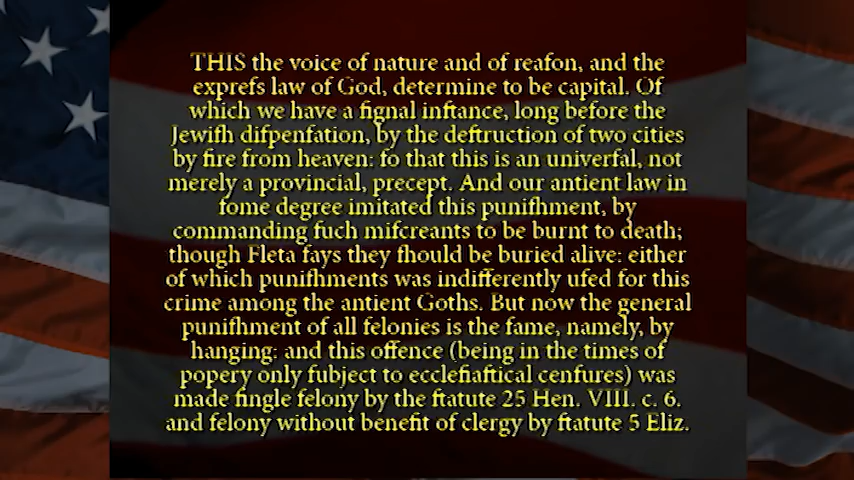 THIS the voice of nature and of reafon, and the
exprefs law of God, determine to be capital. Of
which we have a fignal inftance, long before the
Jewifh difpenfation, by the deftruction of two cities
by fire from heaven: fo that this is an univerfal, not
merely a provincial, precept. And our antient law in
fome degree imitated this punifhment, by
commanding fuch mifcreants to be burnt to death;
though Fleta fays they fhould be buried alive: either
of which punifhments was indifferently ufed for this
crime among the antient Goths. But now the general
punifhment of all felonies is the fame, namely, by
hanging: and this offence (being in the times of
popery only fubject to ecclefiaftical cenfures) was
made fingle felony by the ftatute 25 Hen. VIII. c. 6.
and felony without benefit of clergy by ftatute 5 Eliz.